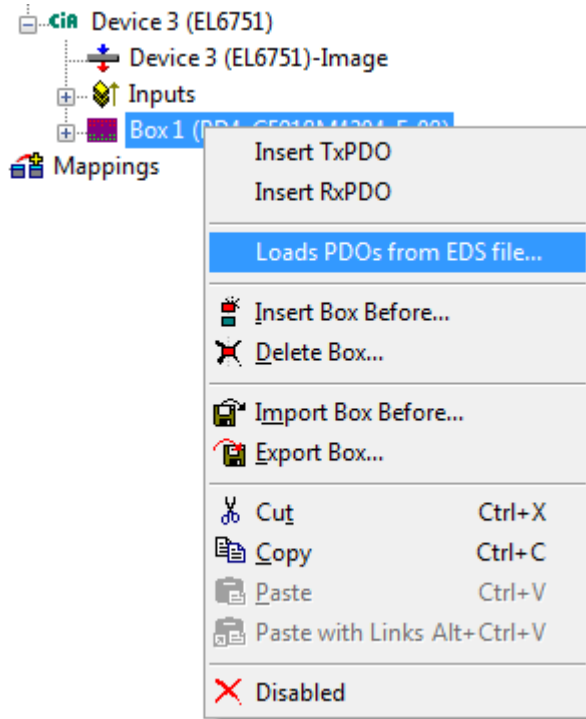 CiA Device 3 (EL6751)
Device 3 (EL6751)-Image
Inputs
Box 1
Mappings
Insert TxPDO
Insert RxPDO
Loads PDOs from EDS file...
Insert Box Before...
Delete Box...
Import Box Before...
Export Box...
Cut Ctrl+X
Copy Ctrl+C
Paste Ctrl+V
Paste with Links Alt+Ctrl+V
Disabled